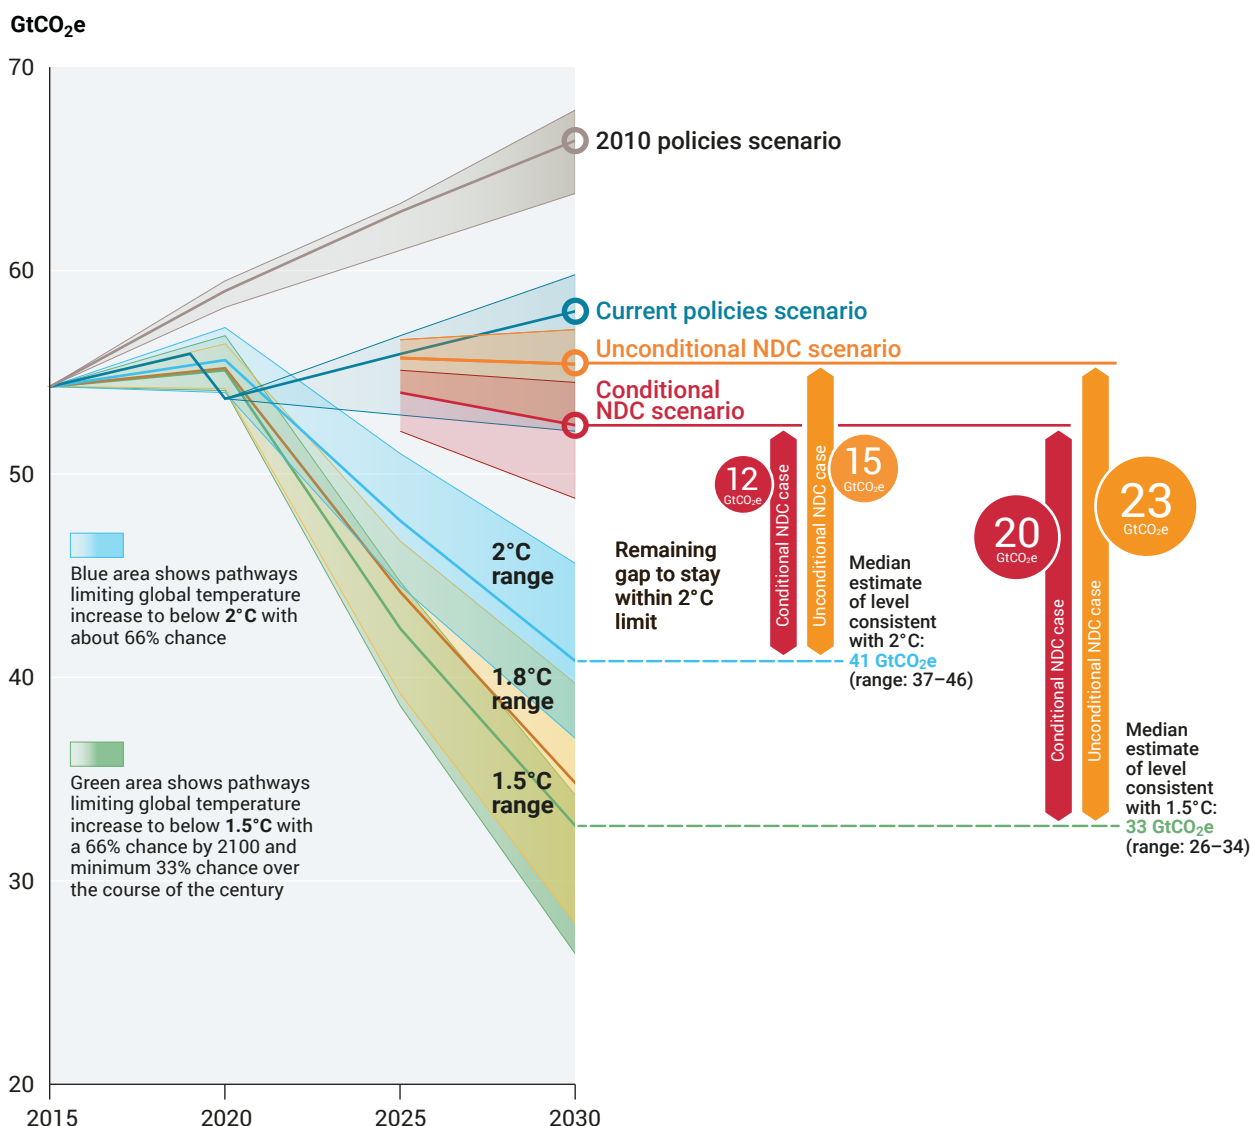 GtCO₂e
70
60
50
40
30
20
2015
2020
2025
2030
2010 policies scenario
Current policies scenario
Unconditional NDC scenario
Conditional
NDC scenario
2°C
range
1.8°C
range
1.5°C
range
Blue area shows pathways
limiting global temperature
increase to below 2°C with
about 66% chance
Green area shows pathways
limiting global temperature
increase to below 1.5°C with
a 66% chance by 2100 and
minimum 33% chance over
the course of the century
Remaining
gap to stay
within 2°C
limit
12
GtCO₂e
Conditional NDC case
Unconditional NDC case
15
GtCO₂e
Median
estimate
of level
consistent
with 2°C:
41 GtCO₂e
(range: 37–46)
20
GtCO₂e
Conditional NDC case
Unconditional NDC case
23
GtCO₂e
Median
estimate
of level
consistent
with 1.5°C:
33 GtCO₂e
(range: 26–34)